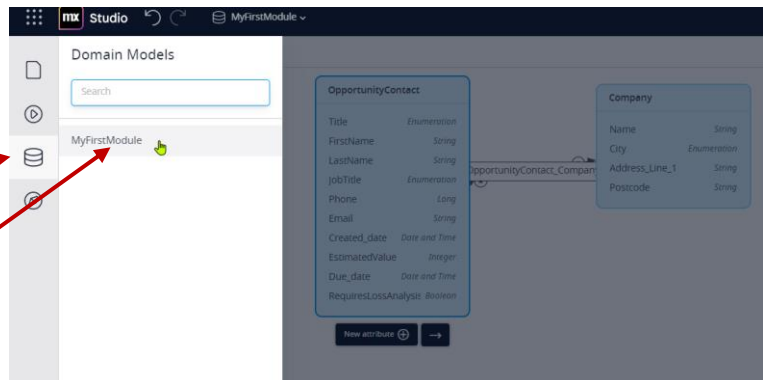 mx Studio MyFirstModule
Domain Models
Search
MyFirstModule
OpportunityContact
Title Enumeration
FirstName String
LastName String
JobTitle Enumeration
Phone Long
Email String
Created_date Date and Time
EstimatedValue Integer
Due_date Date and Time
RequiresLossAnalysis Boolean
New attribute
OpportunityContact_Company
Company
Name String
City Enumeration
Address_Line_1 String
Postcode String